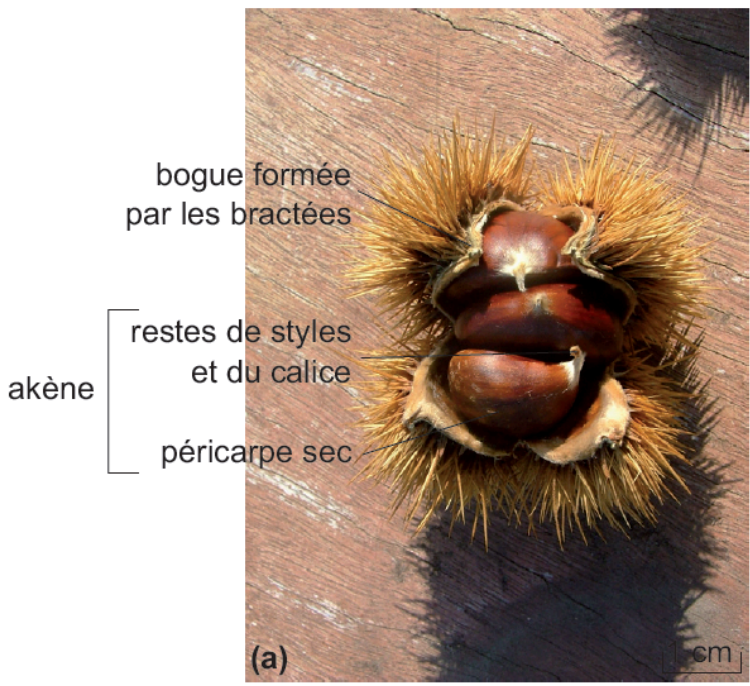 bogue formée
par les bractées
restes de styles
et du calice
akène
péricarpe sec
(a)
cm